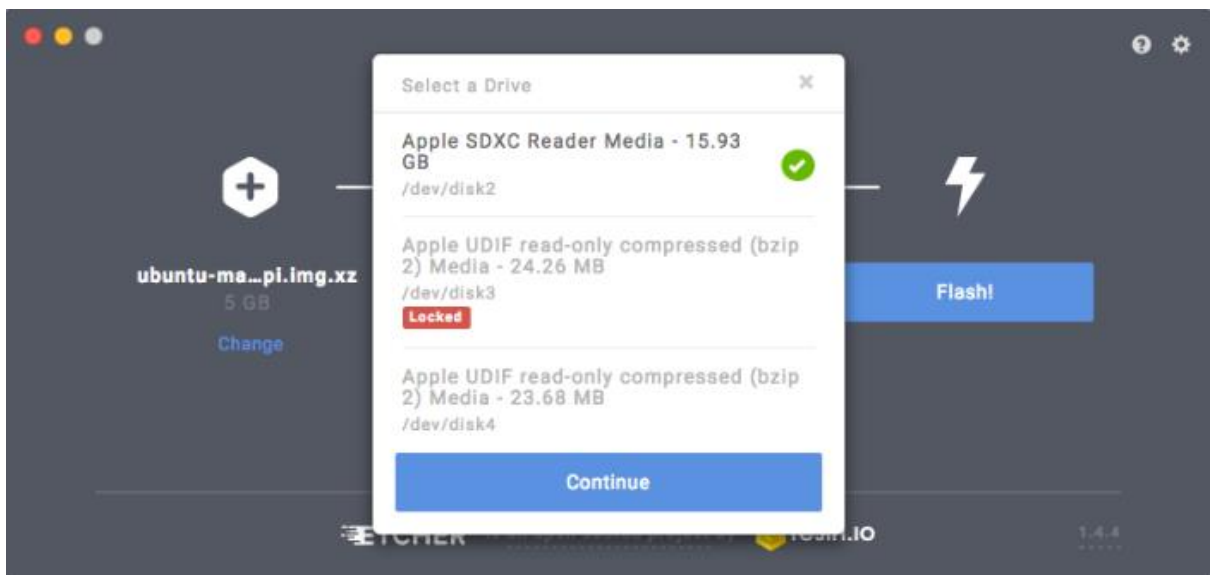 Select a Drive
Apple SDXC Reader Media - 15.93
GB
/dev/disk2
Apple UDIF read-only compressed (bzip
2) Media - 24.26 MB
/dev/disk3
Locked
Apple UDIF read-only compressed (bzip
2) Media - 23.68 MB
/dev/disk4
Continue
ubuntu-ma…pi.img.xz
5 GB
Change
Flash!
ETCHER
.IO
1.4.4